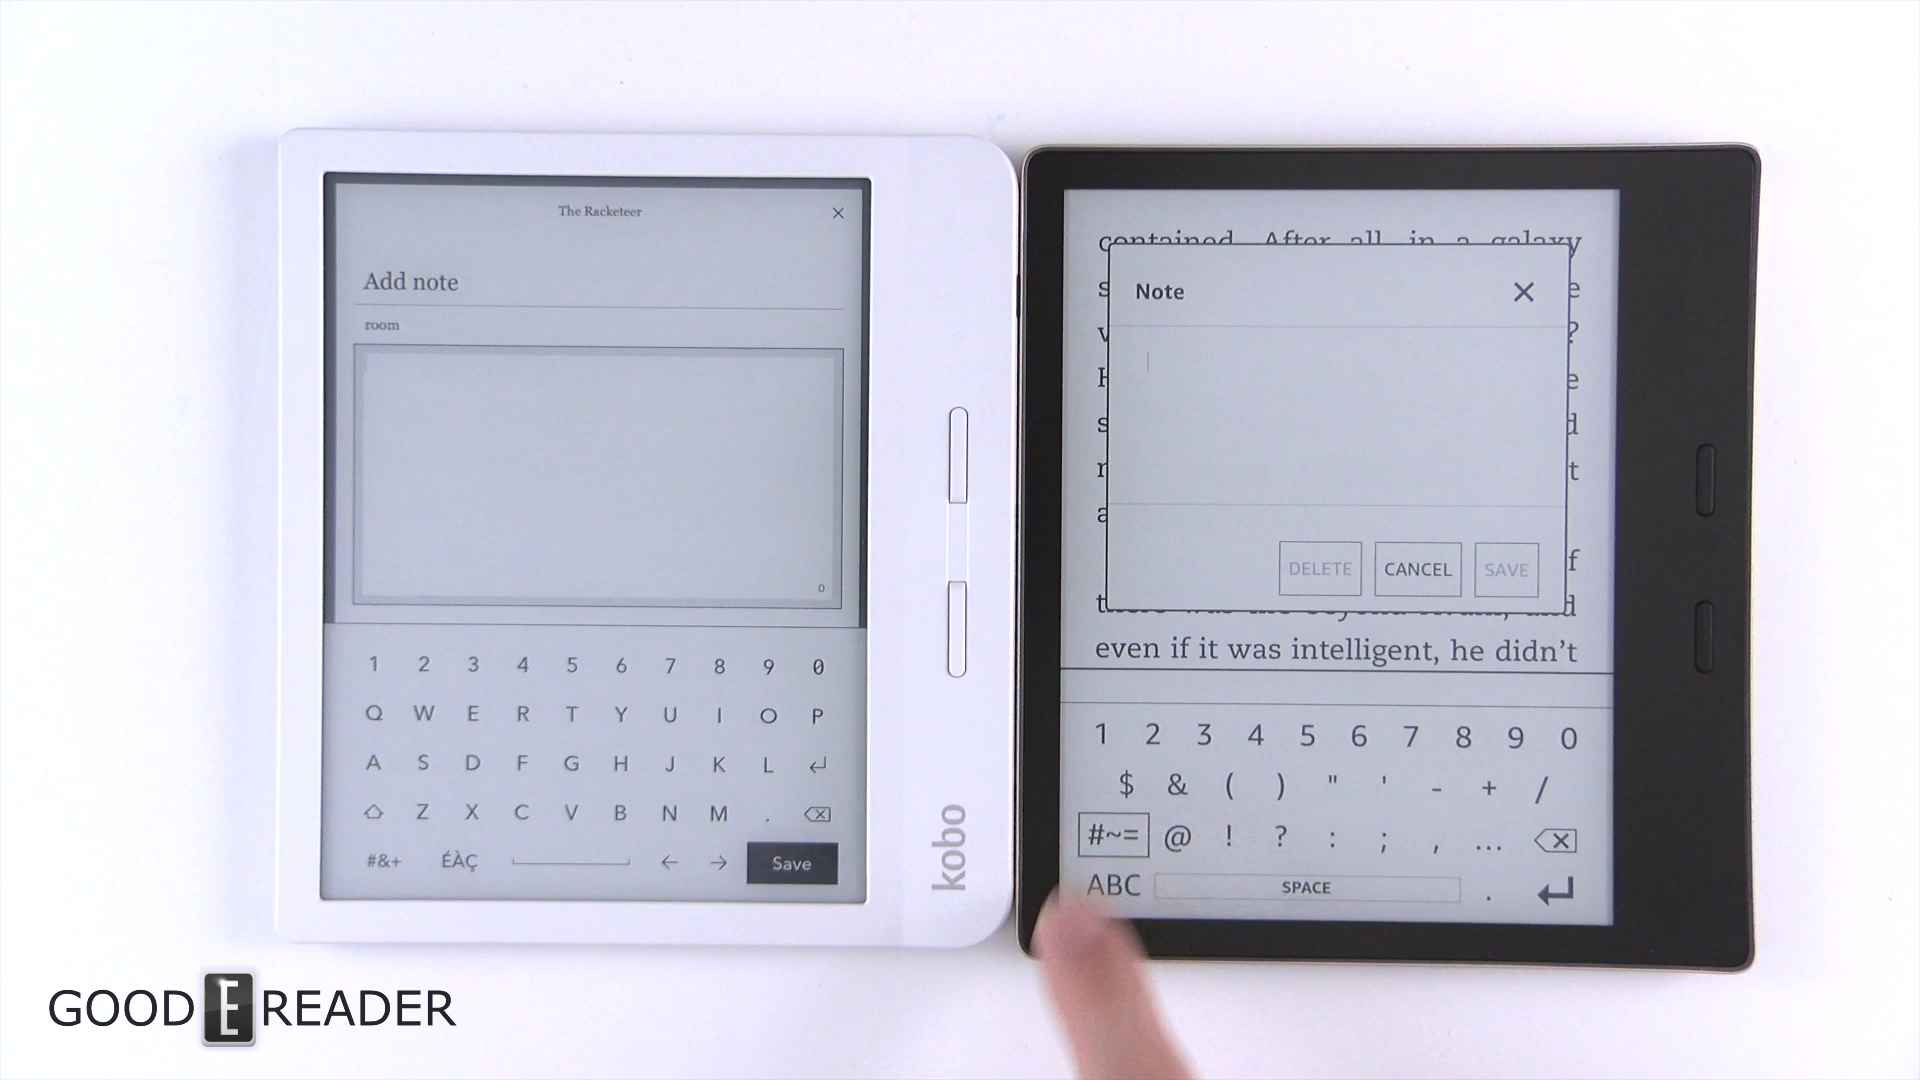 The Racketeer
Add note
room
0
1 2 3 4 5 6 7 8 9 0
Q W E R T Y U I O P
A S D F G H J K L
Z X C V B N M .
#&+ ÉÀÇ Save
kobo
contained. After all, in a galaxy
s e
Note
v ?
H e
s d
r t
a
f
DELETE CANCEL SAVE
even if it was intelligent, he didn't
1 2 3 4 5 6 7 8 9 0
$ & ( ) " ' - + /
#~= @ ! ? : ; , ...
ABC SPACE .
GOOD E READER